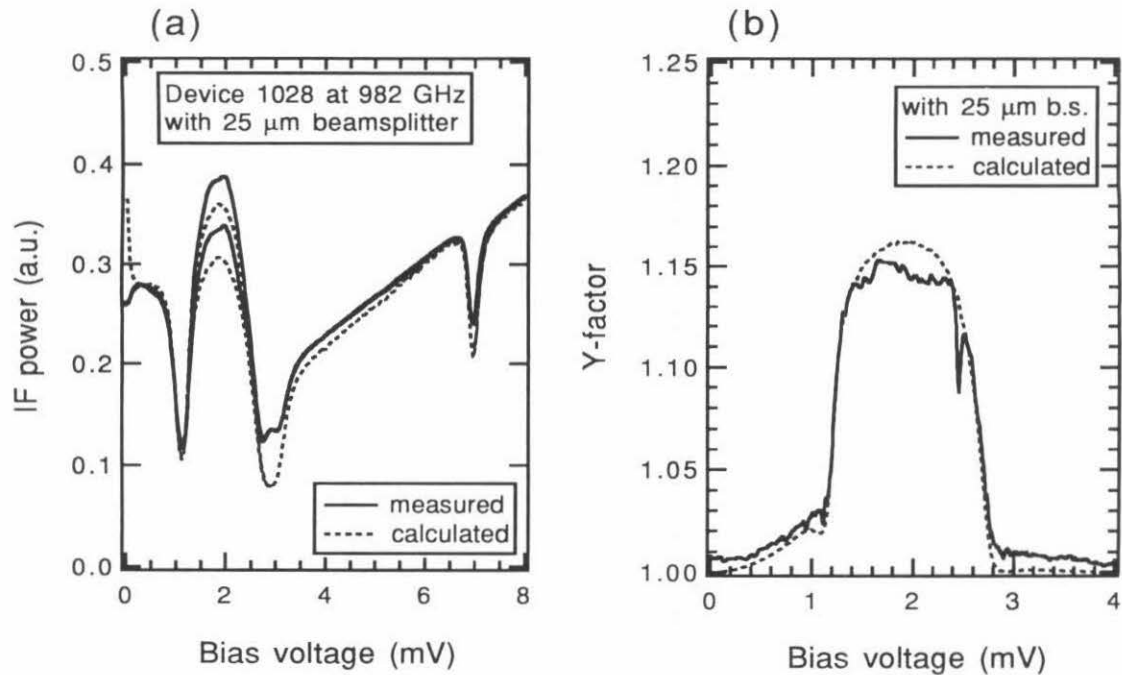 (a)
0.5
0.4
0.3
0.2
0.1
0.0
IF power (a.u.)
Device 1028 at 982 GHz
with 25 μm beamsplitter
measured
calculated
0 2 4 6 8
Bias voltage (mV)
(b)
1.25
1.20
1.15
1.10
1.05
1.00
Y-factor
with 25 μm b.s.
measured
calculated
0 1 2 3 4
Bias voltage (mV)